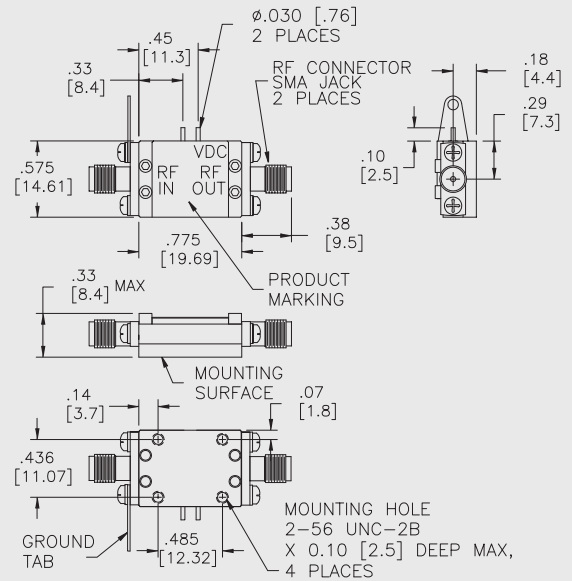 ø.030 [.76]
2 PLACES
.45
[11.3]
.33
[8.4]
RF CONNECTOR
SMA JACK
2 PLACES
.18
[4.4]
.29
[7.3]
.10
[2.5]
VDC
RF
IN
RF
OUT
.575
[14.61]
.775
[19.69]
.38
[9.5]
PRODUCT
MARKING
.33
[8.4] MAX
MOUNTING
SURFACE
.14
[3.7]
.07
[1.8]
.436
[11.07]
GROUND
TAB
.485
[12.32]
MOUNTING HOLE
2-56 UNC-2B
X 0.10 [2.5] DEEP MAX,
4 PLACES